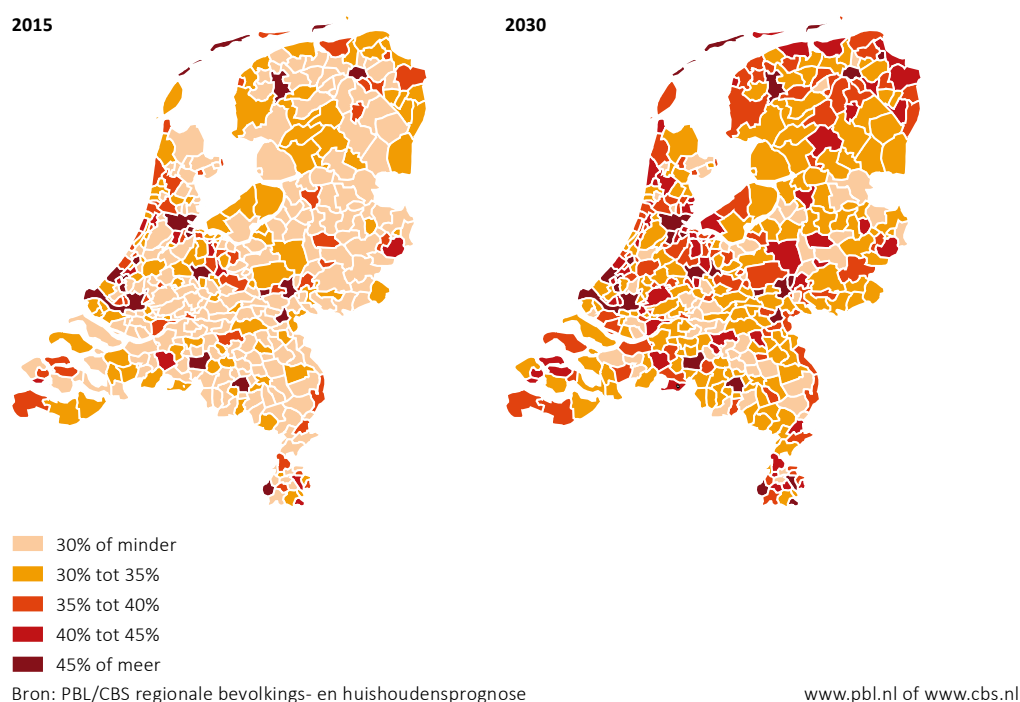 2015
2030
30% of minder
30% tot 35%
35% tot 40%
40% tot 45%
45% of meer
Bron: PBL/CBS regionale bevolkings- en huishoudensprognose
www.pbl.nl of www.cbs.nl